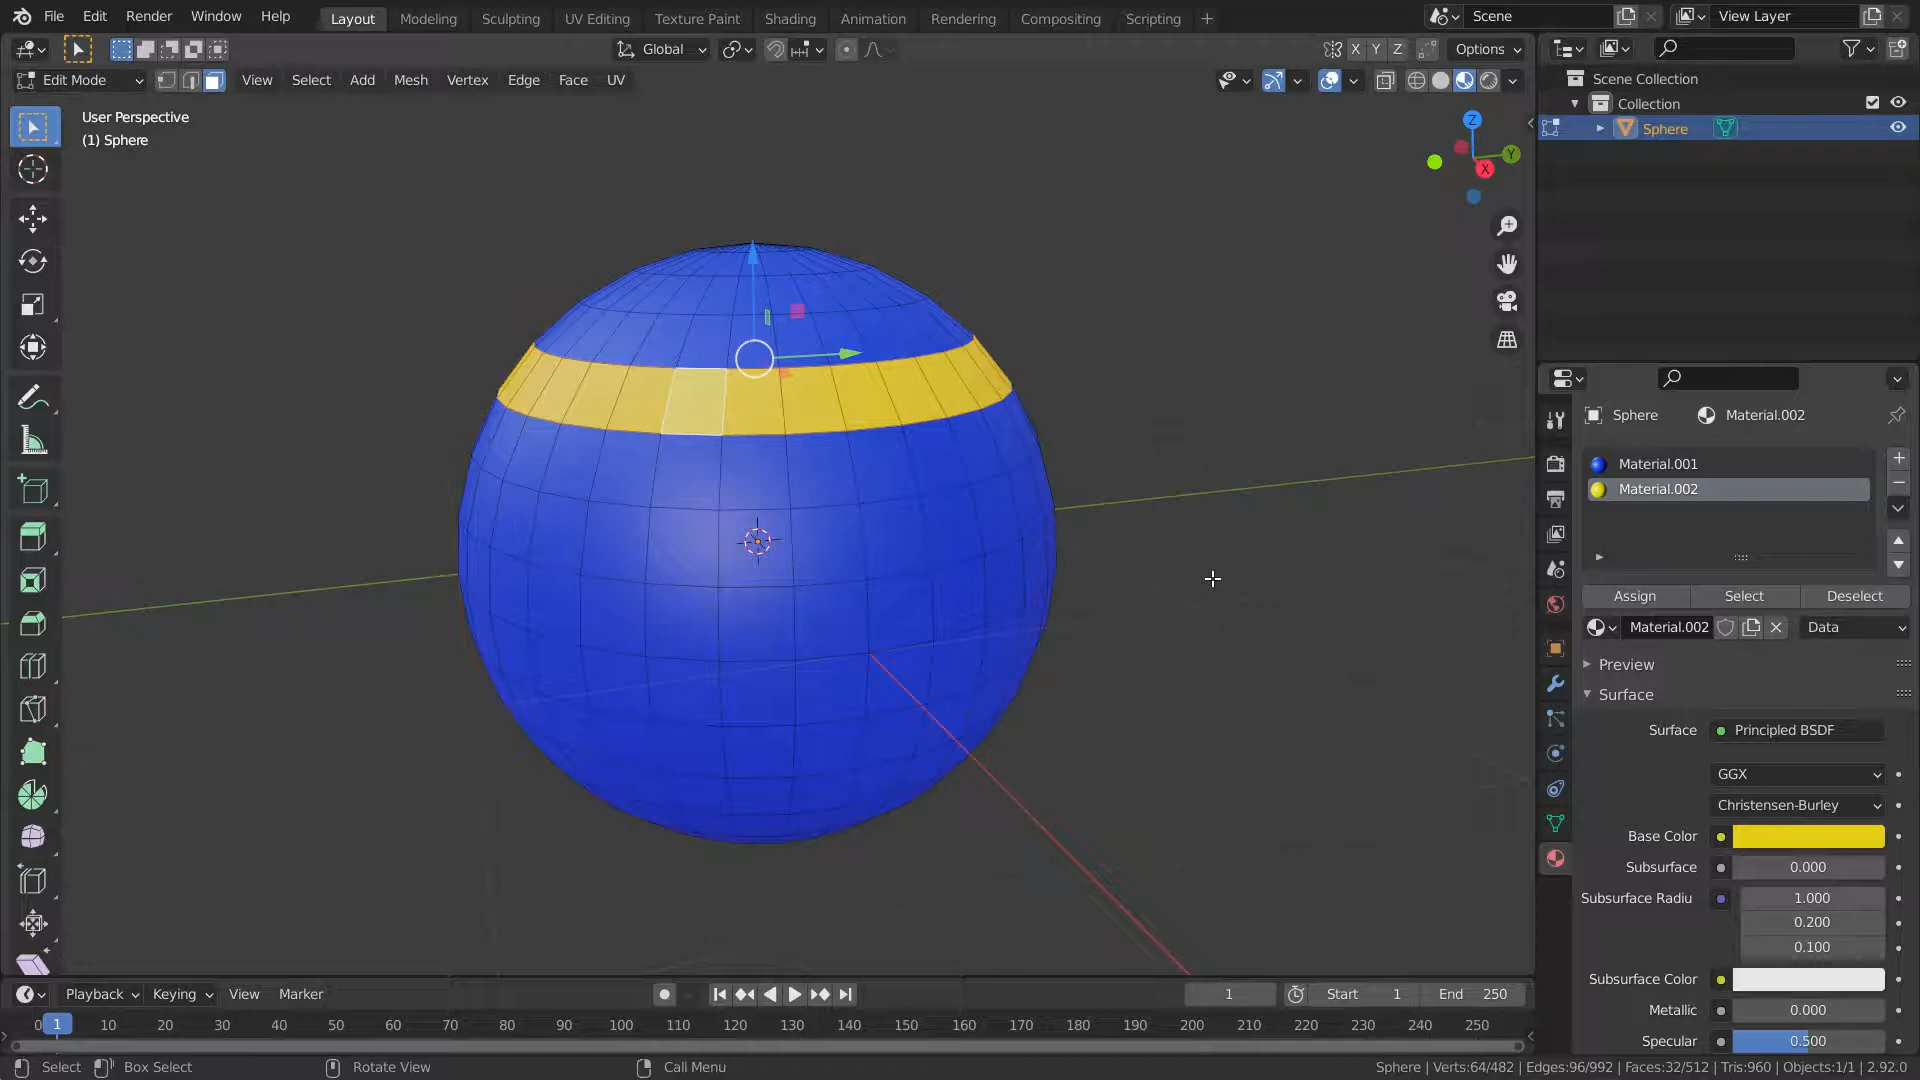 File Edit Render Window Help Layout Modeling Sculpting UV Editing Texture Paint Shading Animation Rendering Compositing Scripting + Scene View Layer
Global X Y Z Options
Edit Mode View Select Add Mesh Vertex Edge Face UV
Scene Collection
Collection
Sphere
User Perspective
(1) Sphere
Z
Y
X
Sphere Material.002
Material.001
Material.002
Assign Select Deselect
Material.002 Data
Preview
Surface
Surface Principled BSDF
GGX
Christensen-Burley
Base Color
Subsurface 0.000
Subsurface Radiu 1.000
0.200
0.100
Subsurface Color
Metallic 0.000
Specular 0.500
Playback Keying View Marker 1 Start 1 End 250
0 1 10 20 30 40 50 60 70 80 90 100 110 120 130 140 150 160 170 180 190 200 210 220 230 240 250
Select Box Select Rotate View Call Menu Sphere | Verts:64/482 | Edges:96/992 | Faces:32/512 | Tris:960 | Objects:1/1 | 2.92.0